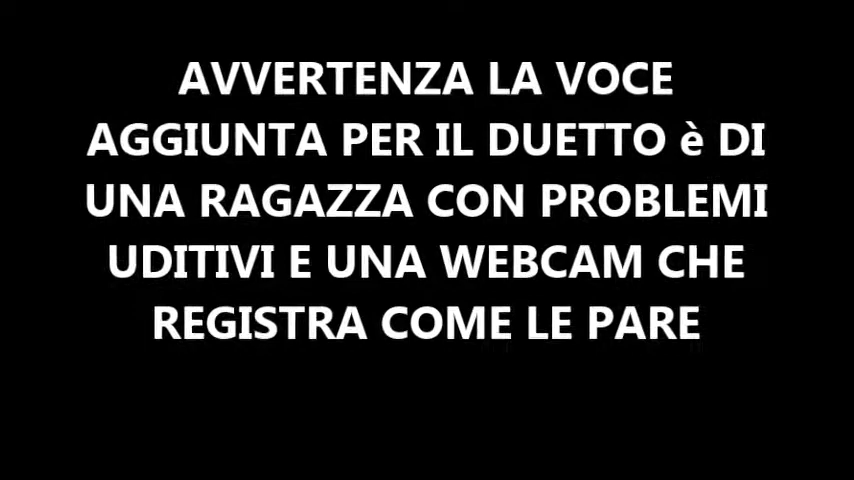 AVVERTENZA LA VOCE
AGGIUNTA PER IL DUETTO è DI
UNA RAGAZZA CON PROBLEMI
UDITIVI E UNA WEBCAM CHE
REGISTRA COME LE PARE